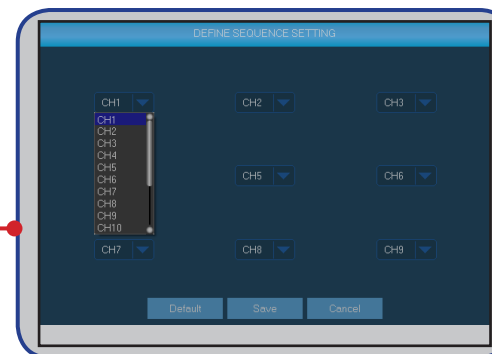 DEFINE SEQUENCE SETTING
CH1 CH2 CH3
CH1
CH2
CH3
CH4
CH5
CH6
CH7
CH8
CH9
CH10
CH5 CH6
CH7 CH8 CH9
Default Save Cancel